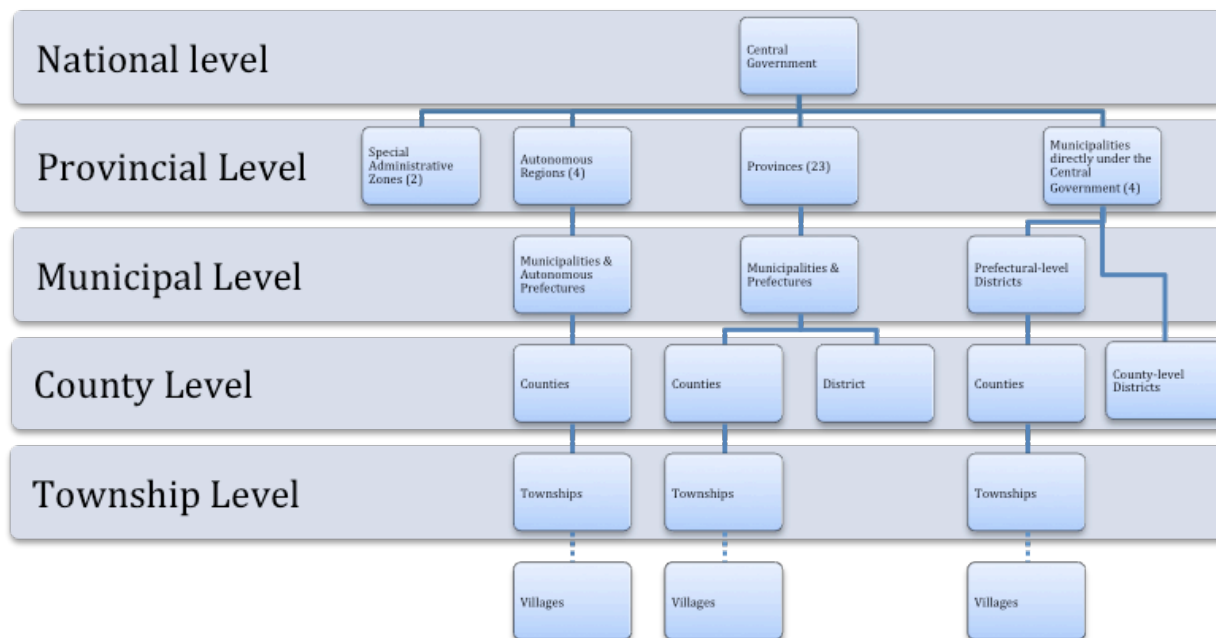 National level
Central
Government
Provincial Level
Special
Administrative
Zones (2)
Autonomous
Regions (4)
Provinces (23)
Municipalities
directly under the
Central
Government (4)
Municipal Level
Municipalities &
Autonomous
Prefectures
Municipalities &
Prefectures
Prefectural-level
Districts
County Level
Counties
Counties
District
Counties
County-level
Districts
Township Level
Townships
Townships
Townships
Villages
Villages
Villages